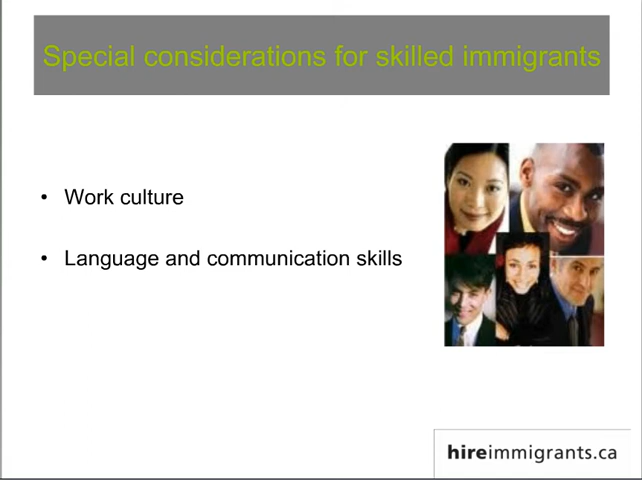 Special considerations for skilled immigrants
• Work culture
• Language and communication skills
hireimmigrants.ca